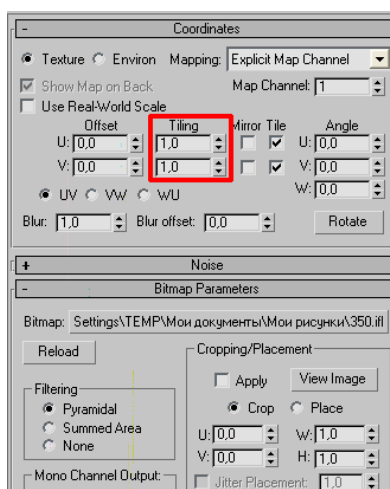 - Coordinates
Texture Environ Mapping: Explicit Map Channel
Show Map on Back Map Channel: 1
Use Real-World Scale
Offset Tiling Mirror Tile Angle
U: 0,0 1,0 U: 0,0
V: 0,0 1,0 V: 0,0
W: 0,0
UV VW WU
Blur: 1,0 Blur offset: 0,0 Rotate
+ Noise
- Bitmap Parameters
Bitmap: Settings\TEMP\Мои документы\Мои рисунки\350.ifl
Reload Cropping/Placement
Apply View Image
Filtering
Pyramidal Crop Place
Summed Area U: 0,0 W: 1,0
None V: 0,0 H: 1,0
Mono Channel Output: Jitter Placement: 1,0